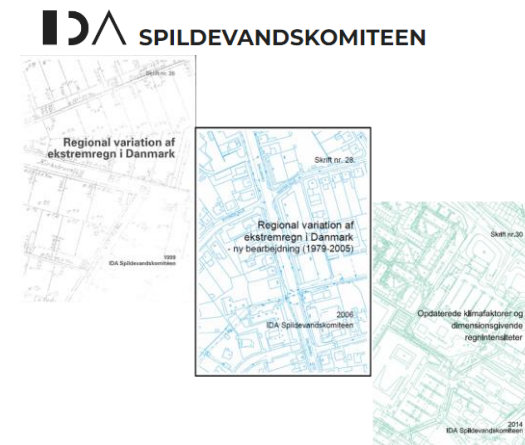 IDA SPILDEVANDSKOMITEEN
Skrift nr. 26
Regional variation af
ekstremregn i Danmark
1999
IDA Spildevandskomiteen
Skrift nr. 28.
Regional variation af
ekstremregn i Danmark
- ny bearbejdning (1979-2005)
2006
IDA Spildevandskomiteen
Skrift nr.30
Opdaterede klimafaktorer og
dimensionsgivende
regnintensiteter
2014
IDA Spildevandskomiteen